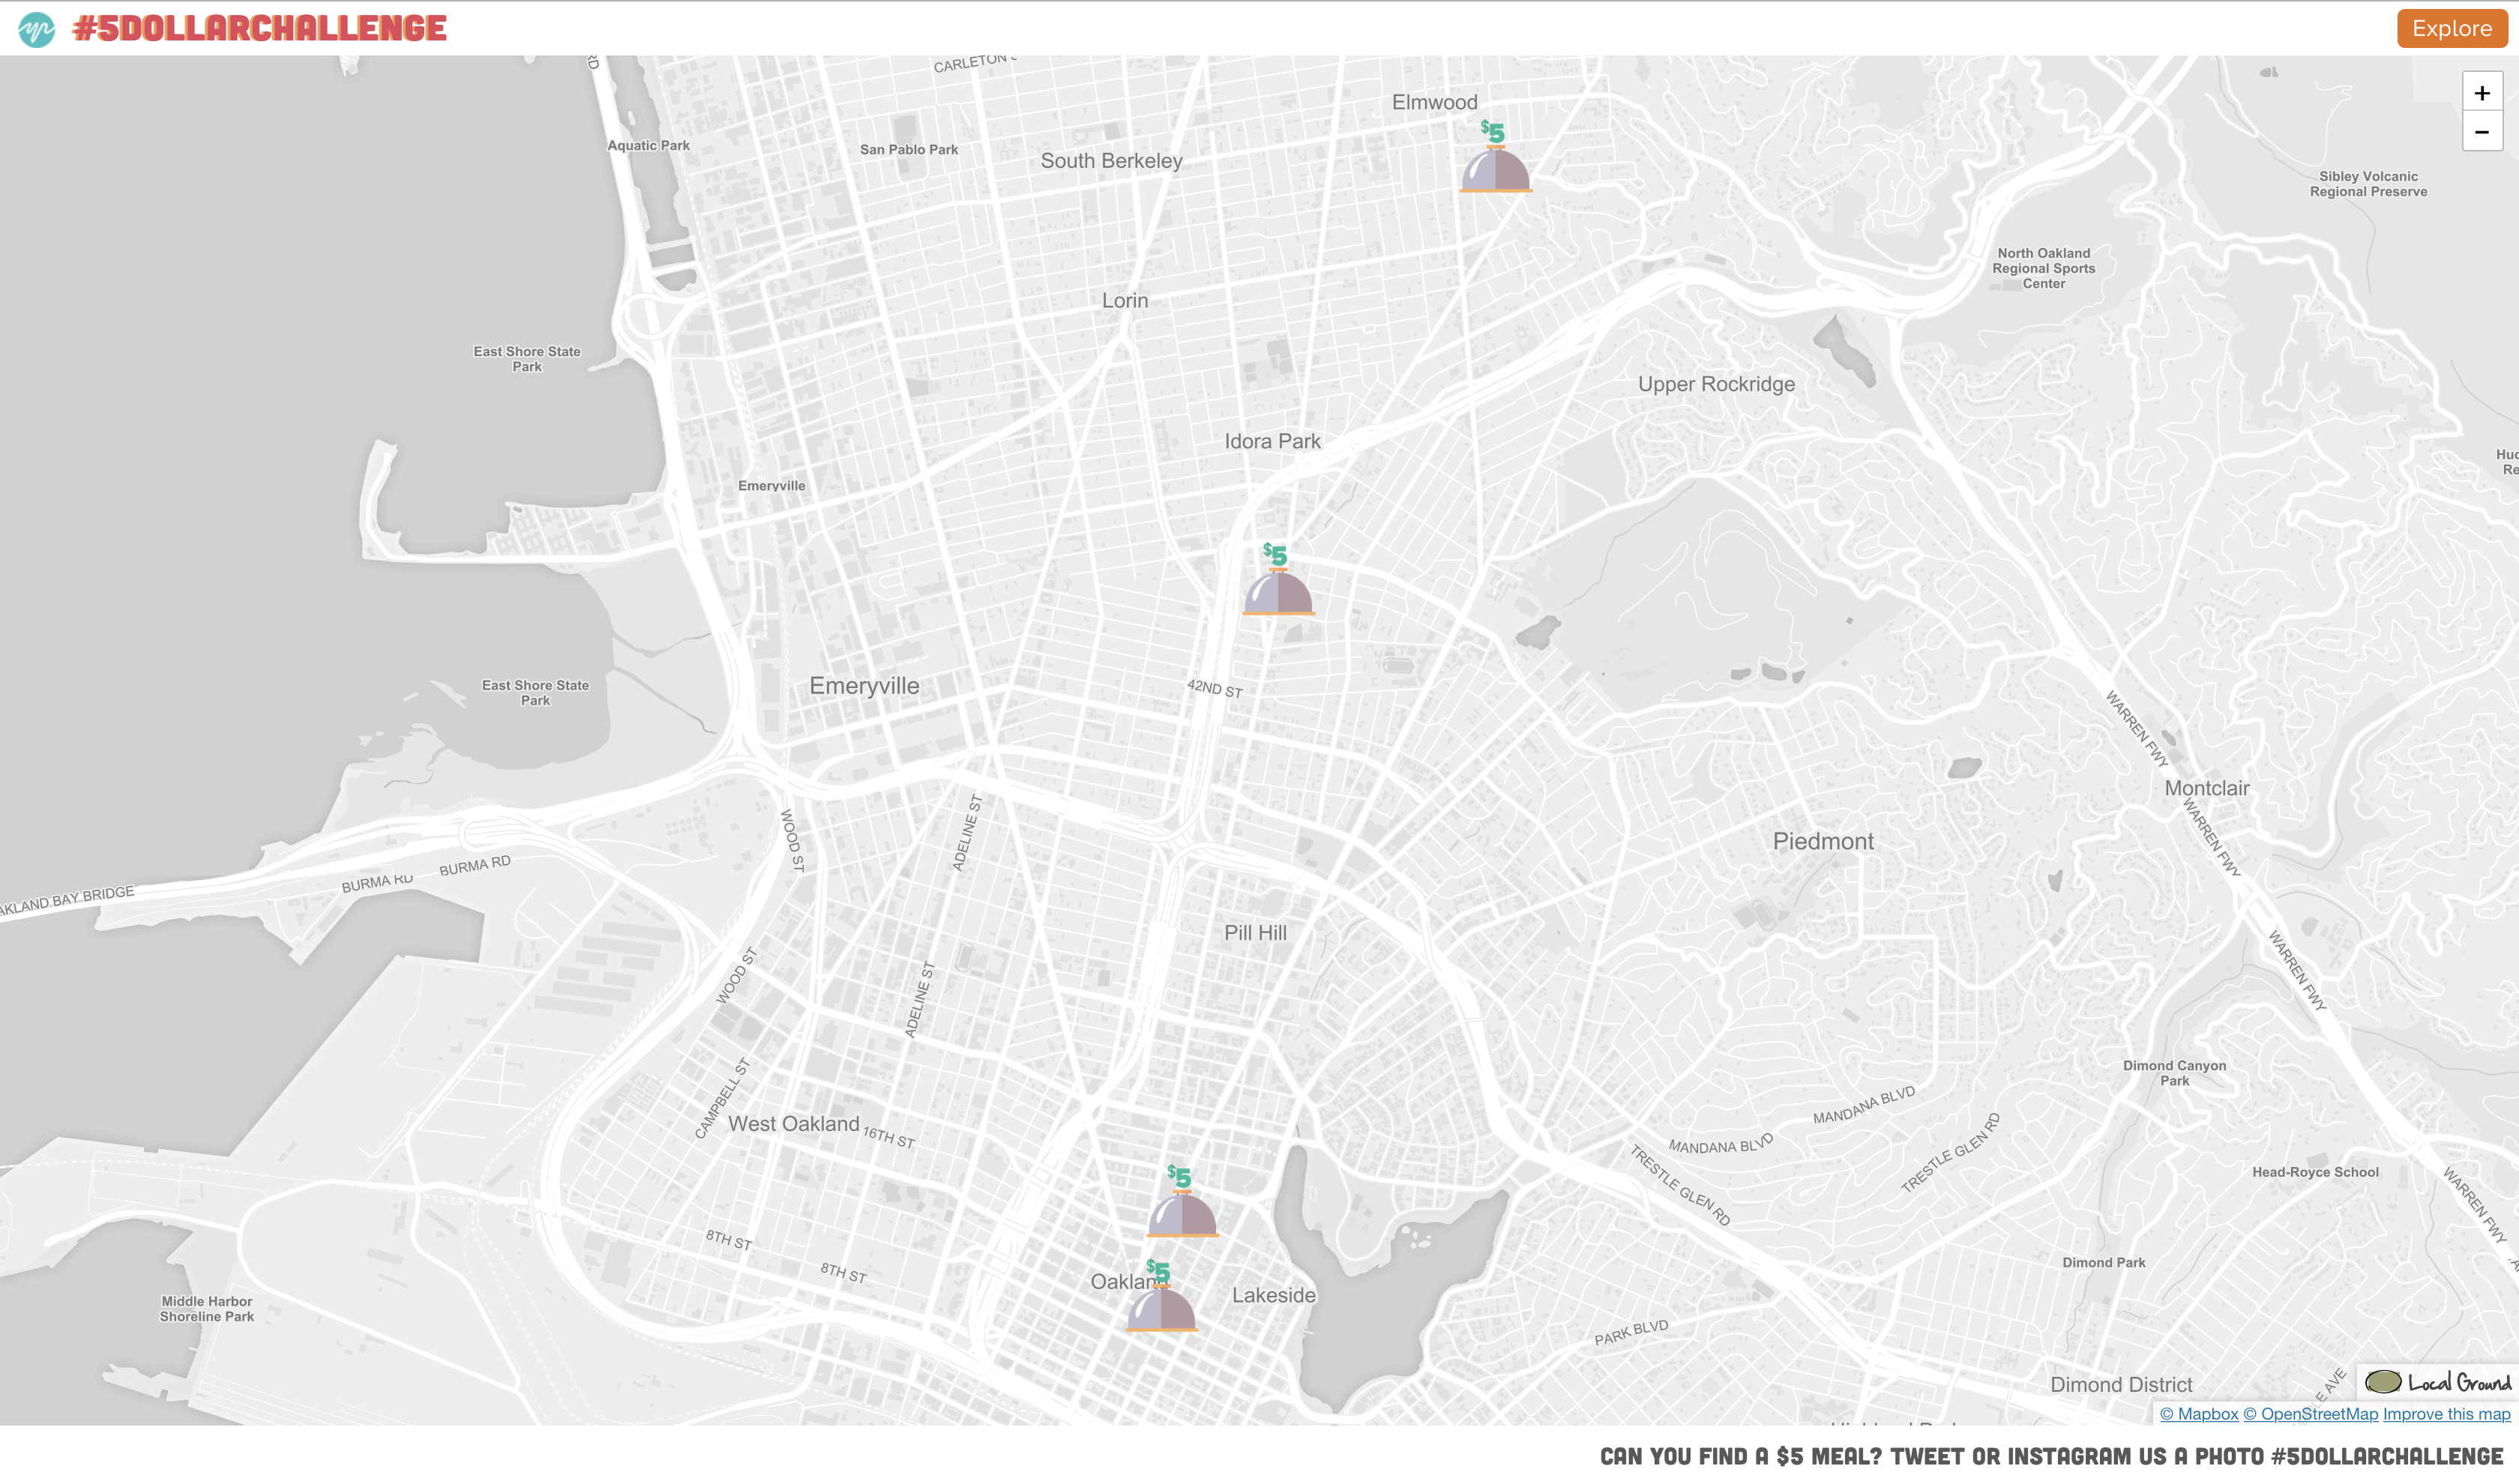 #5DOLLARCHALLENGE
Explore
+
−
CARLETON
Elmwood
$5
Aquatic Park
San Pablo Park
South Berkeley
Sibley Volcanic
Regional Preserve
North Oakland
Regional Sports
Center
Lorin
East Shore State
Park
Upper Rockridge
Idora Park
Emeryville
$5
East Shore State
Park
Emeryville
42ND ST
WARREN FWY
Montclair
WARREN FWY
WOOD ST
ADELINE ST
Piedmont
BURMA RD
BURMA RD
AKLAND BAY BRIDGE
Pill Hill
WARREN FWY
WOOD ST
ADELINE ST
Dimond Canyon
Park
CAMPBELL ST
West Oakland
16TH ST
MANDANA BLVD
MANDANA BLVD
TRESTLE GLEN RD
TRESTLE GLEN RD
Head-Royce School
WARREN FWY
$5
8TH ST
8TH ST
Dimond Park
$5
Oakland
Lakeside
Middle Harbor
Shoreline Park
PARK BLVD
Dimond District
Local Ground
© Mapbox © OpenStreetMap Improve this map
CAN YOU FIND A $5 MEAL? TWEET OR INSTAGRAM US A PHOTO #5DOLLARCHALLENGE